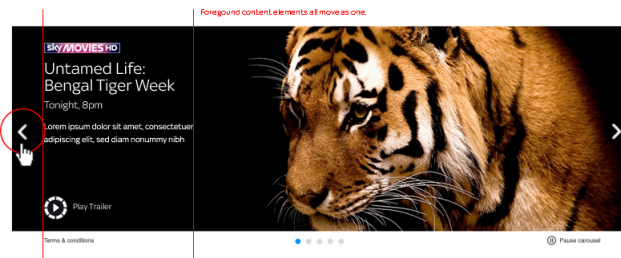 Foregound content elements all move as one.
sky MOVIES HD
Untamed Life:
Bengal Tiger Week
Tonight, 8pm
Lorem ipsum dolor sit amet, consectetuer
adipiscing elit, sed diam nonummy nibh
Play Trailer
Terms & conditions
Pause carousel